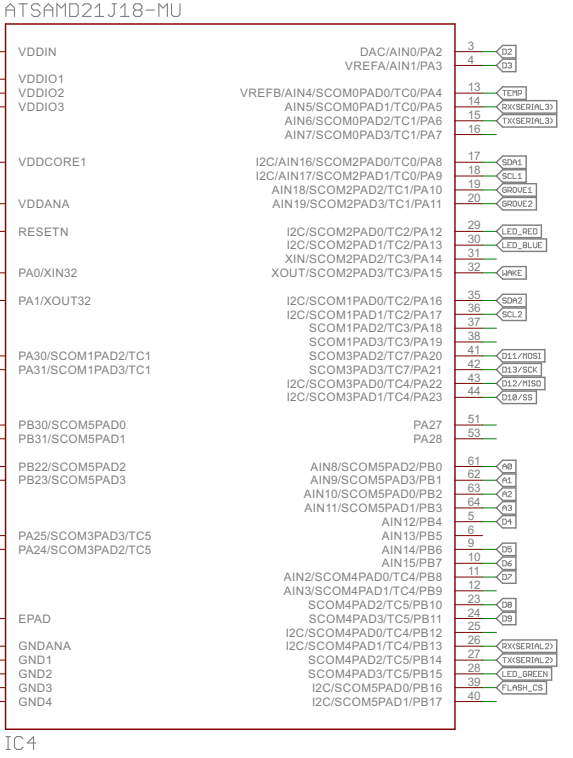 ATSAMD21J18-MU
VDDIN
VDDIO1
VDDIO2
VDDIO3
VDDCORE1
VDDANA
RESETN
PA0/XIN32
PA1/XOUT32
PA30/SCOM1PAD2/TC1
PA31/SCOM1PAD3/TC1
PB30/SCOM5PAD0
PB31/SCOM5PAD1
PB22/SCOM5PAD2
PB23/SCOM5PAD3
PA25/SCOM3PAD3/TC5
PA24/SCOM3PAD2/TC5
EPAD
GNDANA
GND1
GND2
GND3
GND4
DAC/AIN0/PA2 3 D2
VREFA/AIN1/PA3 4 D3
VREFB/AIN4/SCOM0PAD0/TC0/PA4 13 TEMP
AIN5/SCOM0PAD1/TC0/PA5 14 RX(SERIAL3)
AIN6/SCOM0PAD2/TC1/PA6 15 TX(SERIAL3)
AIN7/SCOM0PAD3/TC1/PA7 16
I2C/AIN16/SCOM2PAD0/TC0/PA8 17 SDA1
I2C/AIN17/SCOM2PAD1/TC0/PA9 18 SCL1
AIN18/SCOM2PAD2/TC1/PA10 19 GROVE1
AIN19/SCOM2PAD3/TC1/PA11 20 GROVE2
I2C/SCOM2PAD0/TC2/PA12 29 LED_RED
I2C/SCOM2PAD1/TC2/PA13 30 LED_BLUE
XIN/SCOM2PAD2/TC3/PA14 31
XOUT/SCOM2PAD3/TC3/PA15 32 WAKE
I2C/SCOM1PAD0/TC2/PA16 35 SDA2
I2C/SCOM1PAD1/TC2/PA17 36 SCL2
SCOM1PAD2/TC3/PA18 37
SCOM1PAD3/TC3/PA19 38
SCOM3PAD2/TC7/PA20 41 D11/MOSI
SCOM3PAD3/TC7/PA21 42 D13/SCK
I2C/SCOM3PAD0/TC4/PA22 43 D12/MISO
I2C/SCOM3PAD1/TC4/PA23 44 D10/SS
PA27 51
PA28 53
AIN8/SCOM5PAD2/PB0 61 A0
AIN9/SCOM5PAD3/PB1 62 A1
AIN10/SCOM5PAD0/PB2 63 A2
AIN11/SCOM5PAD1/PB3 64 A3
AIN12/PB4 5 D4
AIN13/PB5 6
AIN14/PB6 9 D5
AIN15/PB7 10 D6
AIN2/SCOM4PAD0/TC4/PB8 11 D7
AIN3/SCOM4PAD1/TC4/PB9 12
SCOM4PAD2/TC5/PB10 23 D8
SCOM4PAD3/TC5/PB11 24 D9
I2C/SCOM4PAD0/TC4/PB12 25
I2C/SCOM4PAD1/TC4/PB13 26 RX(SERIAL2)
SCOM4PAD2/TC5/PB14 27 TX(SERIAL2)
SCOM4PAD3/TC5/PB15 28 LED_GREEN
I2C/SCOM5PAD0/PB16 39 FLASH_CS
I2C/SCOM5PAD1/PB17 40
IC4